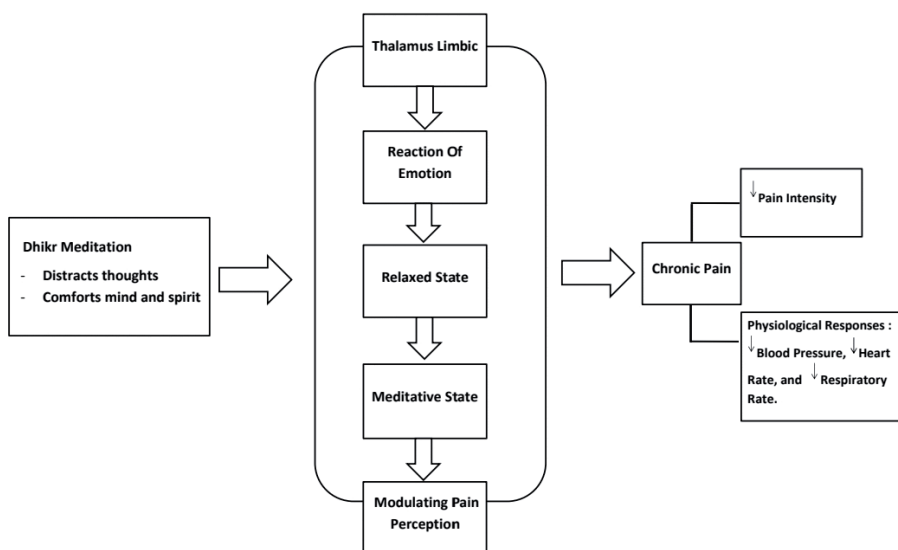 Dhikr Meditation
- Distracts thoughts
- Comforts mind and spirit
Thalamus Limbic
Reaction Of
Emotion
Relaxed State
Meditative State
Modulating Pain
Perception
Chronic Pain
↓Pain Intensity
Physiological Responses :
↓Blood Pressure, ↓Heart
Rate, and ↓Respiratory
Rate.